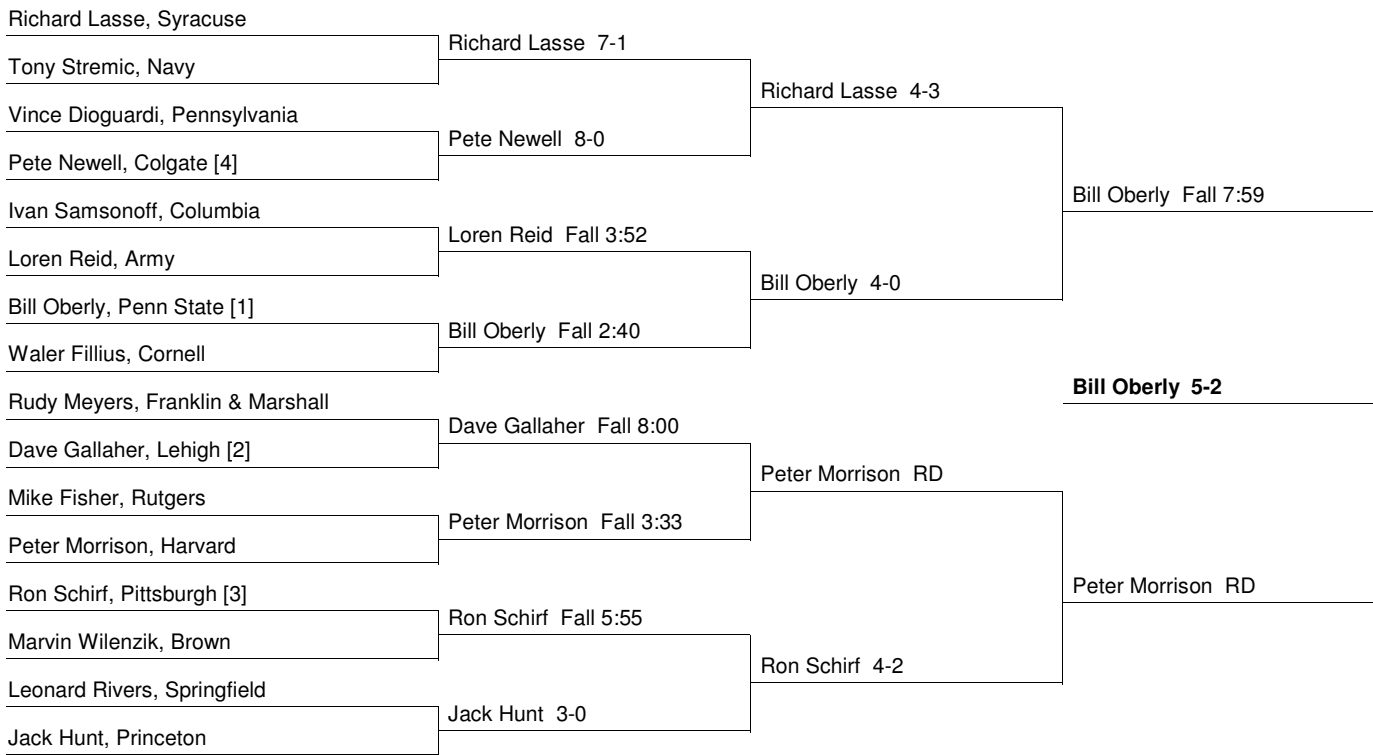 Richard Lasse, Syracuse
Tony Stremic, Navy
Vince Dioguardi, Pennsylvania
Pete Newell, Colgate [4]
Ivan Samsonoff, Columbia
Loren Reid, Army
Bill Oberly, Penn State [1]
Waler Fillius, Cornell
Rudy Meyers, Franklin & Marshall
Dave Gallaher, Lehigh [2]
Mike Fisher, Rutgers
Peter Morrison, Harvard
Ron Schirf, Pittsburgh [3]
Marvin Wilenzik, Brown
Leonard Rivers, Springfield
Jack Hunt, Princeton
Richard Lasse 7-1
Pete Newell 8-0
Loren Reid Fall 3:52
Bill Oberly Fall 2:40
Dave Gallaher Fall 8:00
Peter Morrison Fall 3:33
Ron Schirf Fall 5:55
Jack Hunt 3-0
Richard Lasse 4-3
Bill Oberly 4-0
Peter Morrison RD
Ron Schirf 4-2
Bill Oberly Fall 7:59
Bill Oberly 5-2
Peter Morrison RD